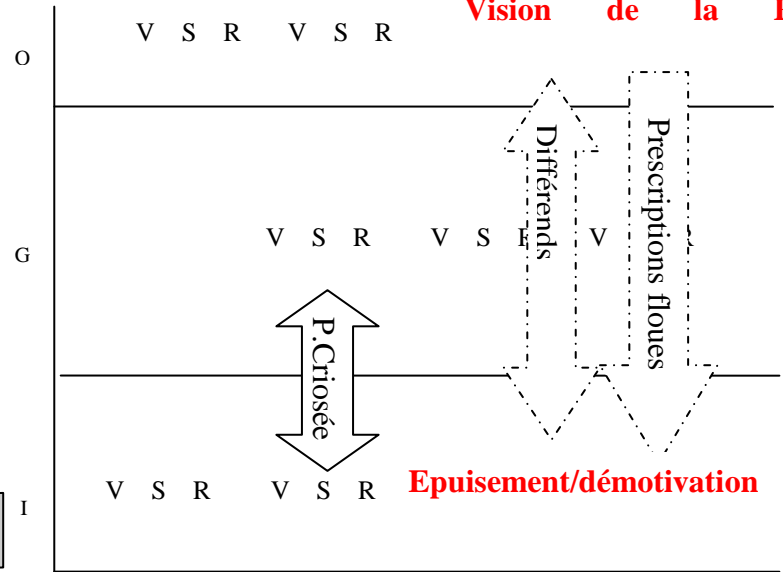 Vision de la
V S R V S R
O
Différends
Prescriptions floues
V S R V S V
G
P.Criosée
Epuisement/démotivation
V S R V S R
I